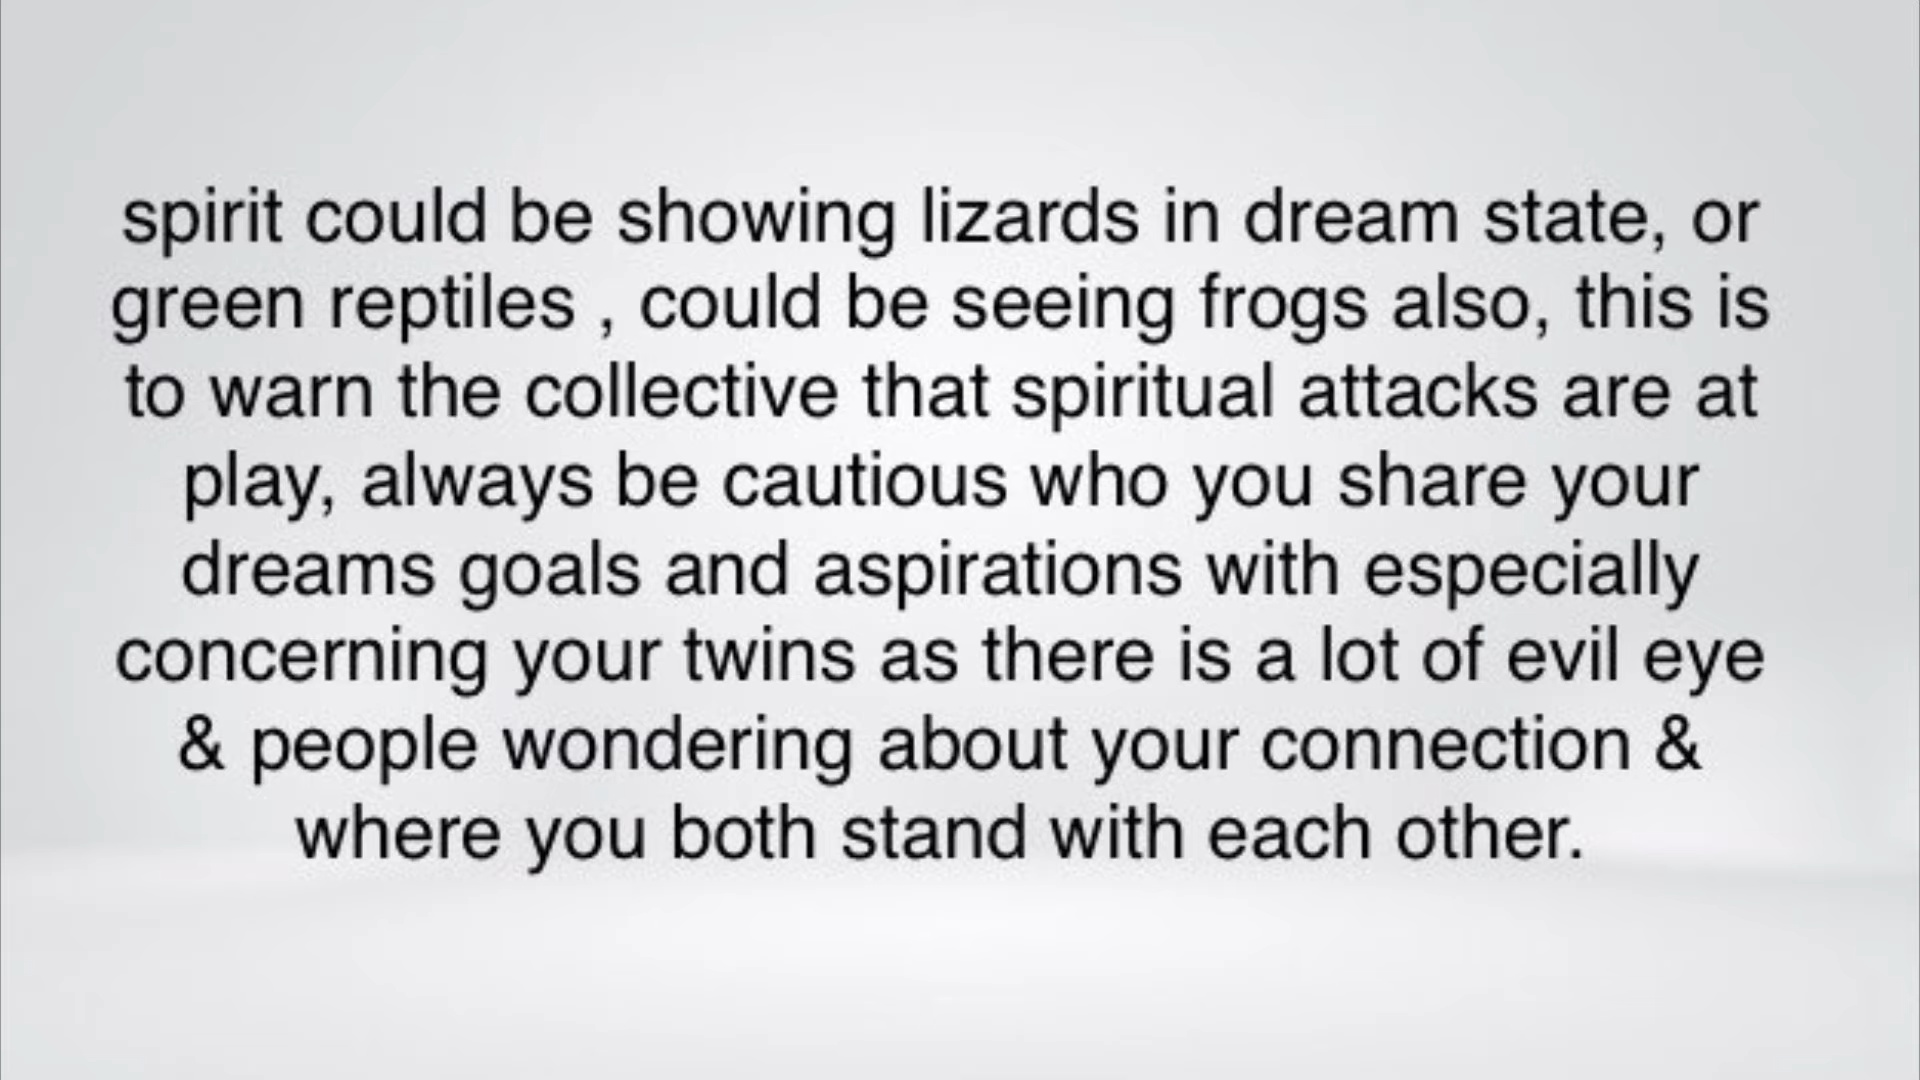 spirit could be showing lizards in dream state, or
green reptiles , could be seeing frogs also, this is
to warn the collective that spiritual attacks are at
play, always be cautious who you share your
dreams goals and aspirations with especially
concerning your twins as there is a lot of evil eye
& people wondering about your connection &
where you both stand with each other.